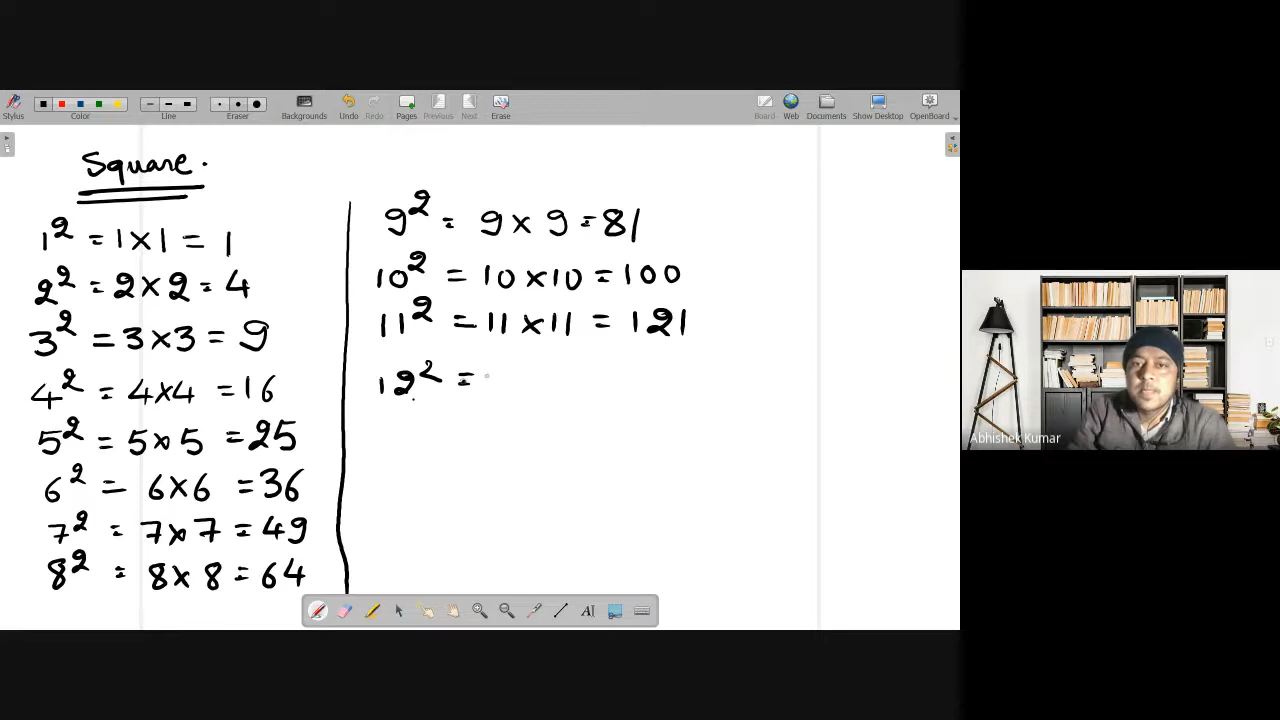 Stylus Color Line Eraser Backgrounds Undo Redo Pages Previous Next Erase Board Web Documents Show Desktop OpenBoard
Square.
1² = 1 x 1 = 1
2² = 2 x 2 = 4
3² = 3 x 3 = 9
4² = 4 x 4 = 16
5² = 5 x 5 = 25
6² = 6 x 6 = 36
7² = 7 x 7 = 49
8² = 8 x 8 = 64
9² = 9 x 9 = 81
10² = 10 x 10 = 100
11² = 11 x 11 = 121
12² =
Abhishek Kumar
AI